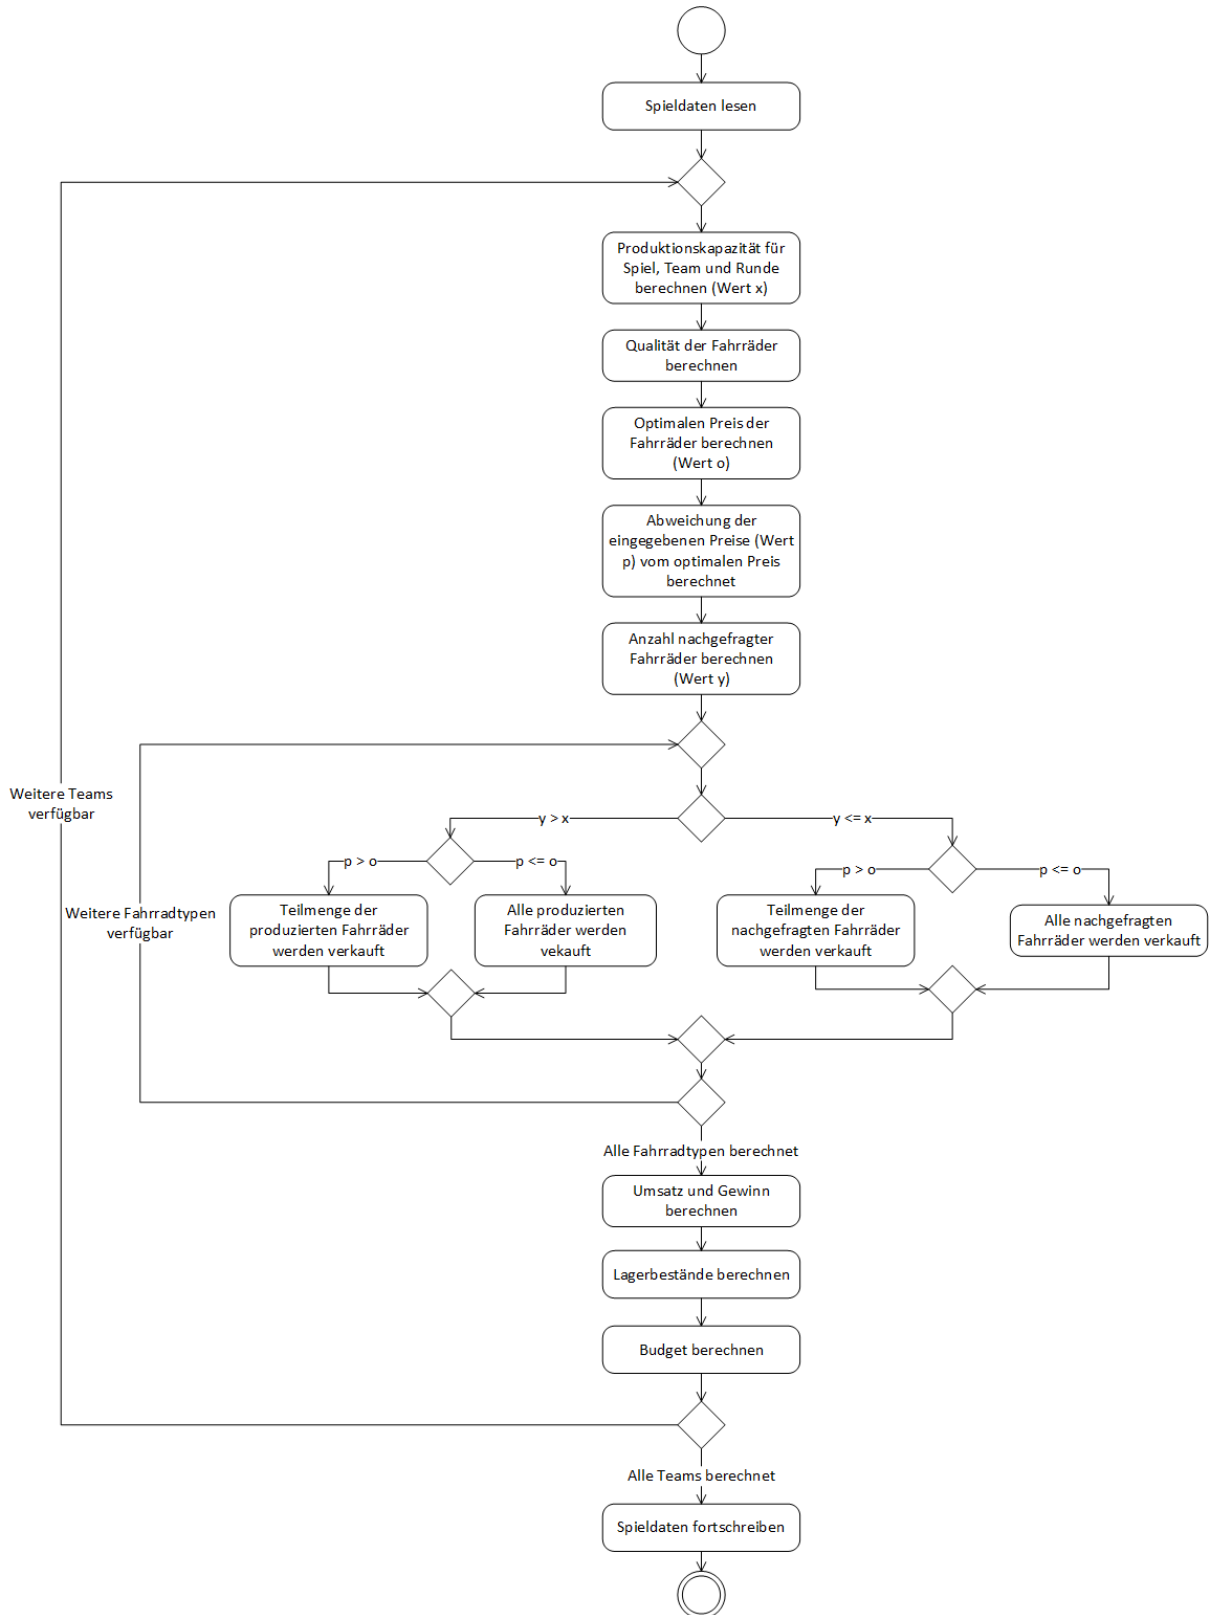 Spieldaten lesen
Produktionskapazität für
Spiel, Team und Runde
berechnen (Wert x)
Qualität der Fahrräder
berechnen
Optimalen Preis der
Fahrräder berechnen
(Wert o)
Abweichung der
eingegebenen Preise (Wert
p) vom optimalen Preis
berechnet
Anzahl nachgefragter
Fahrräder berechnen
(Wert y)
Weitere Teams
verfügbar
y > x
y <= x
p > o
p <= o
p > o
p <= o
Weitere Fahrradtypen
verfügbar
Teilmenge der
produzierten Fahrräder
werden verkauft
Alle produzierten
Fahrräder werden
vekauft
Teilmenge der
nachgefragten Fahrräder
werden verkauft
Alle nachgefragten
Fahrräder werden verkauft
Alle Fahrradtypen berechnet
Umsatz und Gewinn
berechnen
Lagerbestände berechnen
Budget berechnen
Alle Teams berechnet
Spieldaten fortschreiben